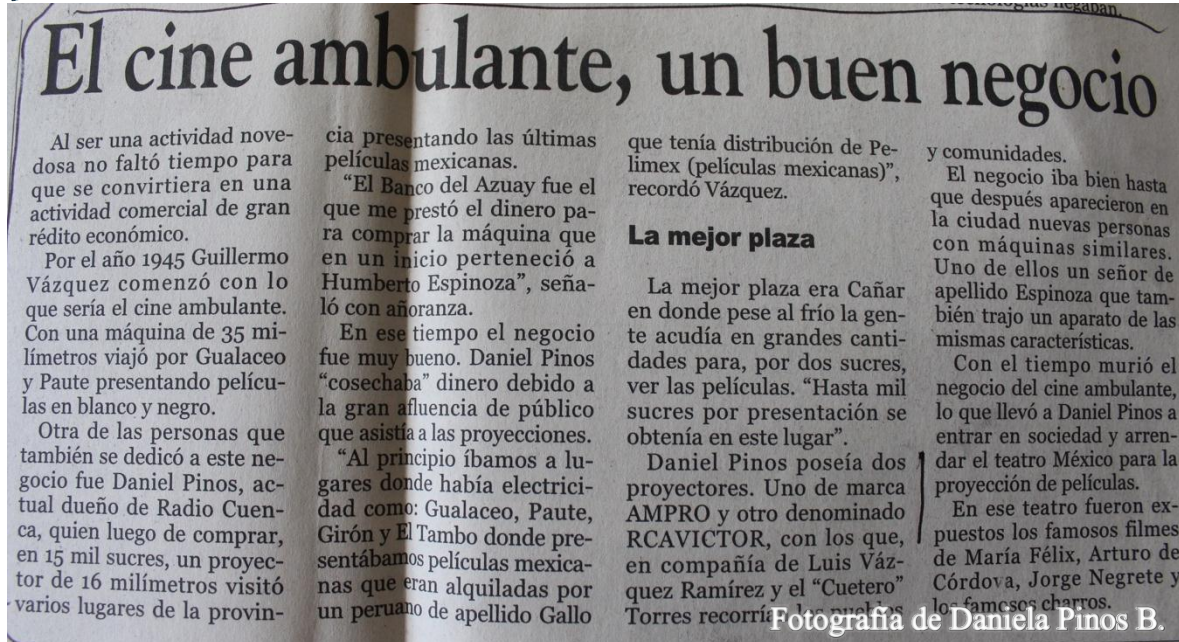 El cine ambulante, un buen negocio
Al ser una actividad nove-
dosa no faltó tiempo para
que se convirtiera en una
actividad comercial de gran
rédito económico.
Por el año 1945 Guillermo
Vázquez comenzó con lo
que sería el cine ambulante.
Con una máquina de 35 mi-
límetros viajó por Gualaceo
y Paute presentando pelícu-
las en blanco y negro.
Otra de las personas que
también se dedicó a este ne-
gocio fue Daniel Pinos, ac-
tual dueño de Radio Cuen-
ca, quien luego de comprar,
en 15 mil sucres, un proyec-
tor de 16 milímetros visitó
varios lugares de la provin-
cia presentando las últimas
películas mexicanas.
“El Banco del Azuay fue el
que me prestó el dinero pa-
ra comprar la máquina que
en un inicio perteneció a
Humberto Espinoza”, seña-
ló con añoranza.
En ese tiempo el negocio
fue muy bueno. Daniel Pinos
“cosechaba” dinero debido a
la gran afluencia de público
que asistía a las proyecciones.
“Al principio íbamos a lu-
gares donde había electrici-
dad como: Gualaceo, Paute,
Girón y El Tambo donde pre-
sentábamos películas mexica-
nas que eran alquiladas por
un peruano de apellido Gallo
que tenía distribución de Pe-
limex (películas mexicanas)”,
recordó Vázquez.
La mejor plaza
La mejor plaza era Cañar
en donde pese al frío la gen-
te acudía en grandes canti-
dades para, por dos sucres,
ver las películas. “Hasta mil
sucres por presentación se
obtenía en este lugar”.
Daniel Pinos poseía dos
proyectores. Uno de marca
AMPRO y otro denominado
RCAVICTOR, con los que,
en compañía de Luis Váz-
quez Ramírez y el “Cuetero”
Torres recorría
y comunidades.
El negocio iba bien hasta
que después aparecieron en
la ciudad nuevas personas
con máquinas similares.
Uno de ellos un señor de
apellido Espinoza que tam-
bién trajo un aparato de las
mismas características.
Con el tiempo murió el
negocio del cine ambulante,
lo que llevó a Daniel Pinos a
entrar en sociedad y arren-
dar el teatro México para la
proyección de películas.
En ese teatro fueron ex-
puestos los famosos filmes
de María Félix, Arturo de
Córdova, Jorge Negrete y
los famosos charros.
Fotografía de Daniela Pinos B.